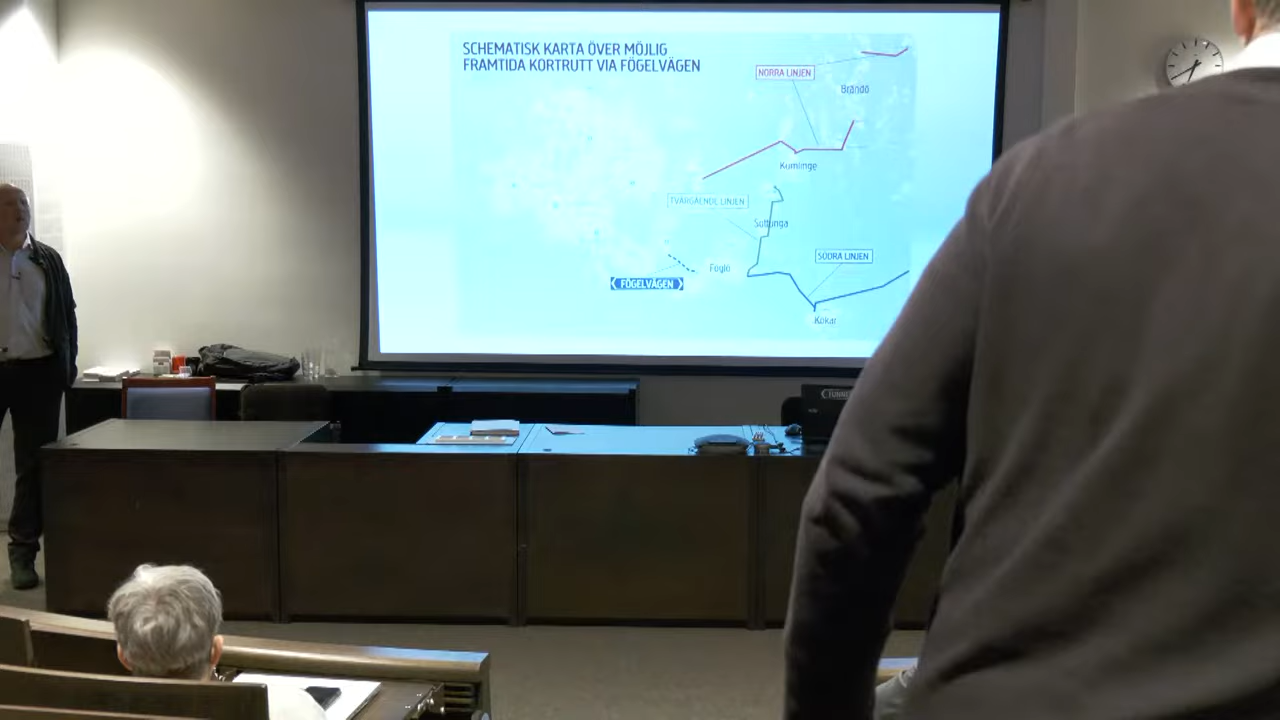 SCHEMATISK KARTA ÖVER MÖJLIG
FRAMTIDA KORTRUTT VIA FÖGELVÄGEN
NORRA LINJEN
Brändö
Kumlinge
TVÄRGÅENDE LINJEN
Sottunga
SÖDRA LINJEN
Föglö
FÖGELVÄGEN
Kökar